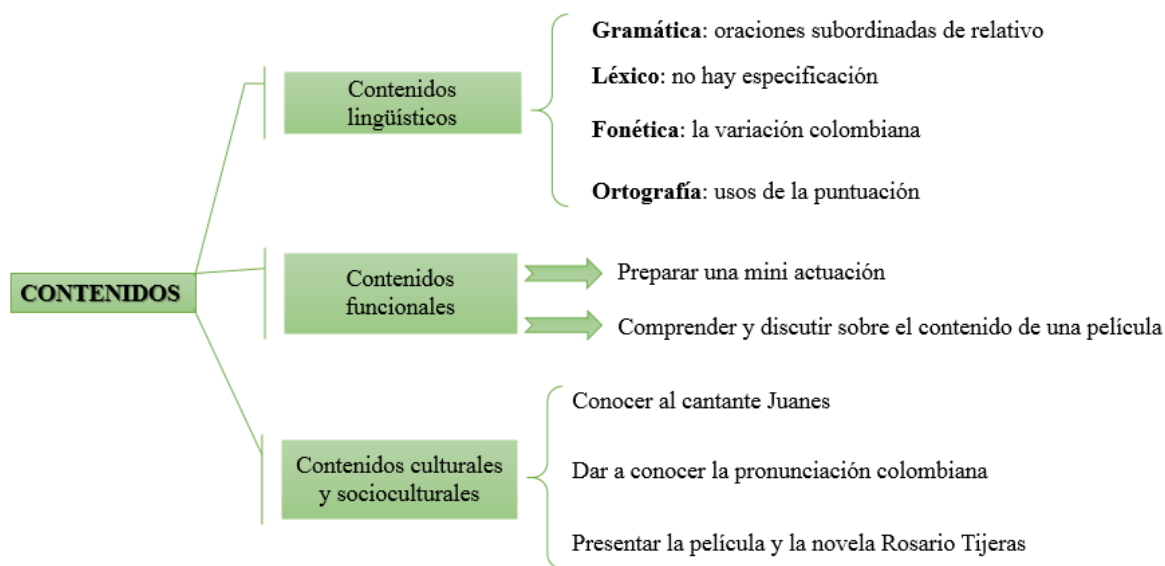 CONTENIDOS
Contenidos
lingüísticos
Gramática: oraciones subordinadas de relativo
Léxico: no hay especificación
Fonética: la variación colombiana
Ortografía: usos de la puntuación
Contenidos
funcionales
Preparar una mini actuación
Comprender y discutir sobre el contenido de una película
Contenidos culturales
y socioculturales
Conocer al cantante Juanes
Dar a conocer la pronunciación colombiana
Presentar la película y la novela Rosario Tijeras